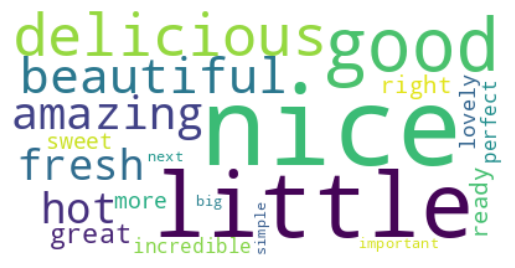 delicious
good
beautiful
nice
right
lovely
perfect
amazing
sweet
fresh
next
little
hot
more
big
ready
great
incredible
simple
important